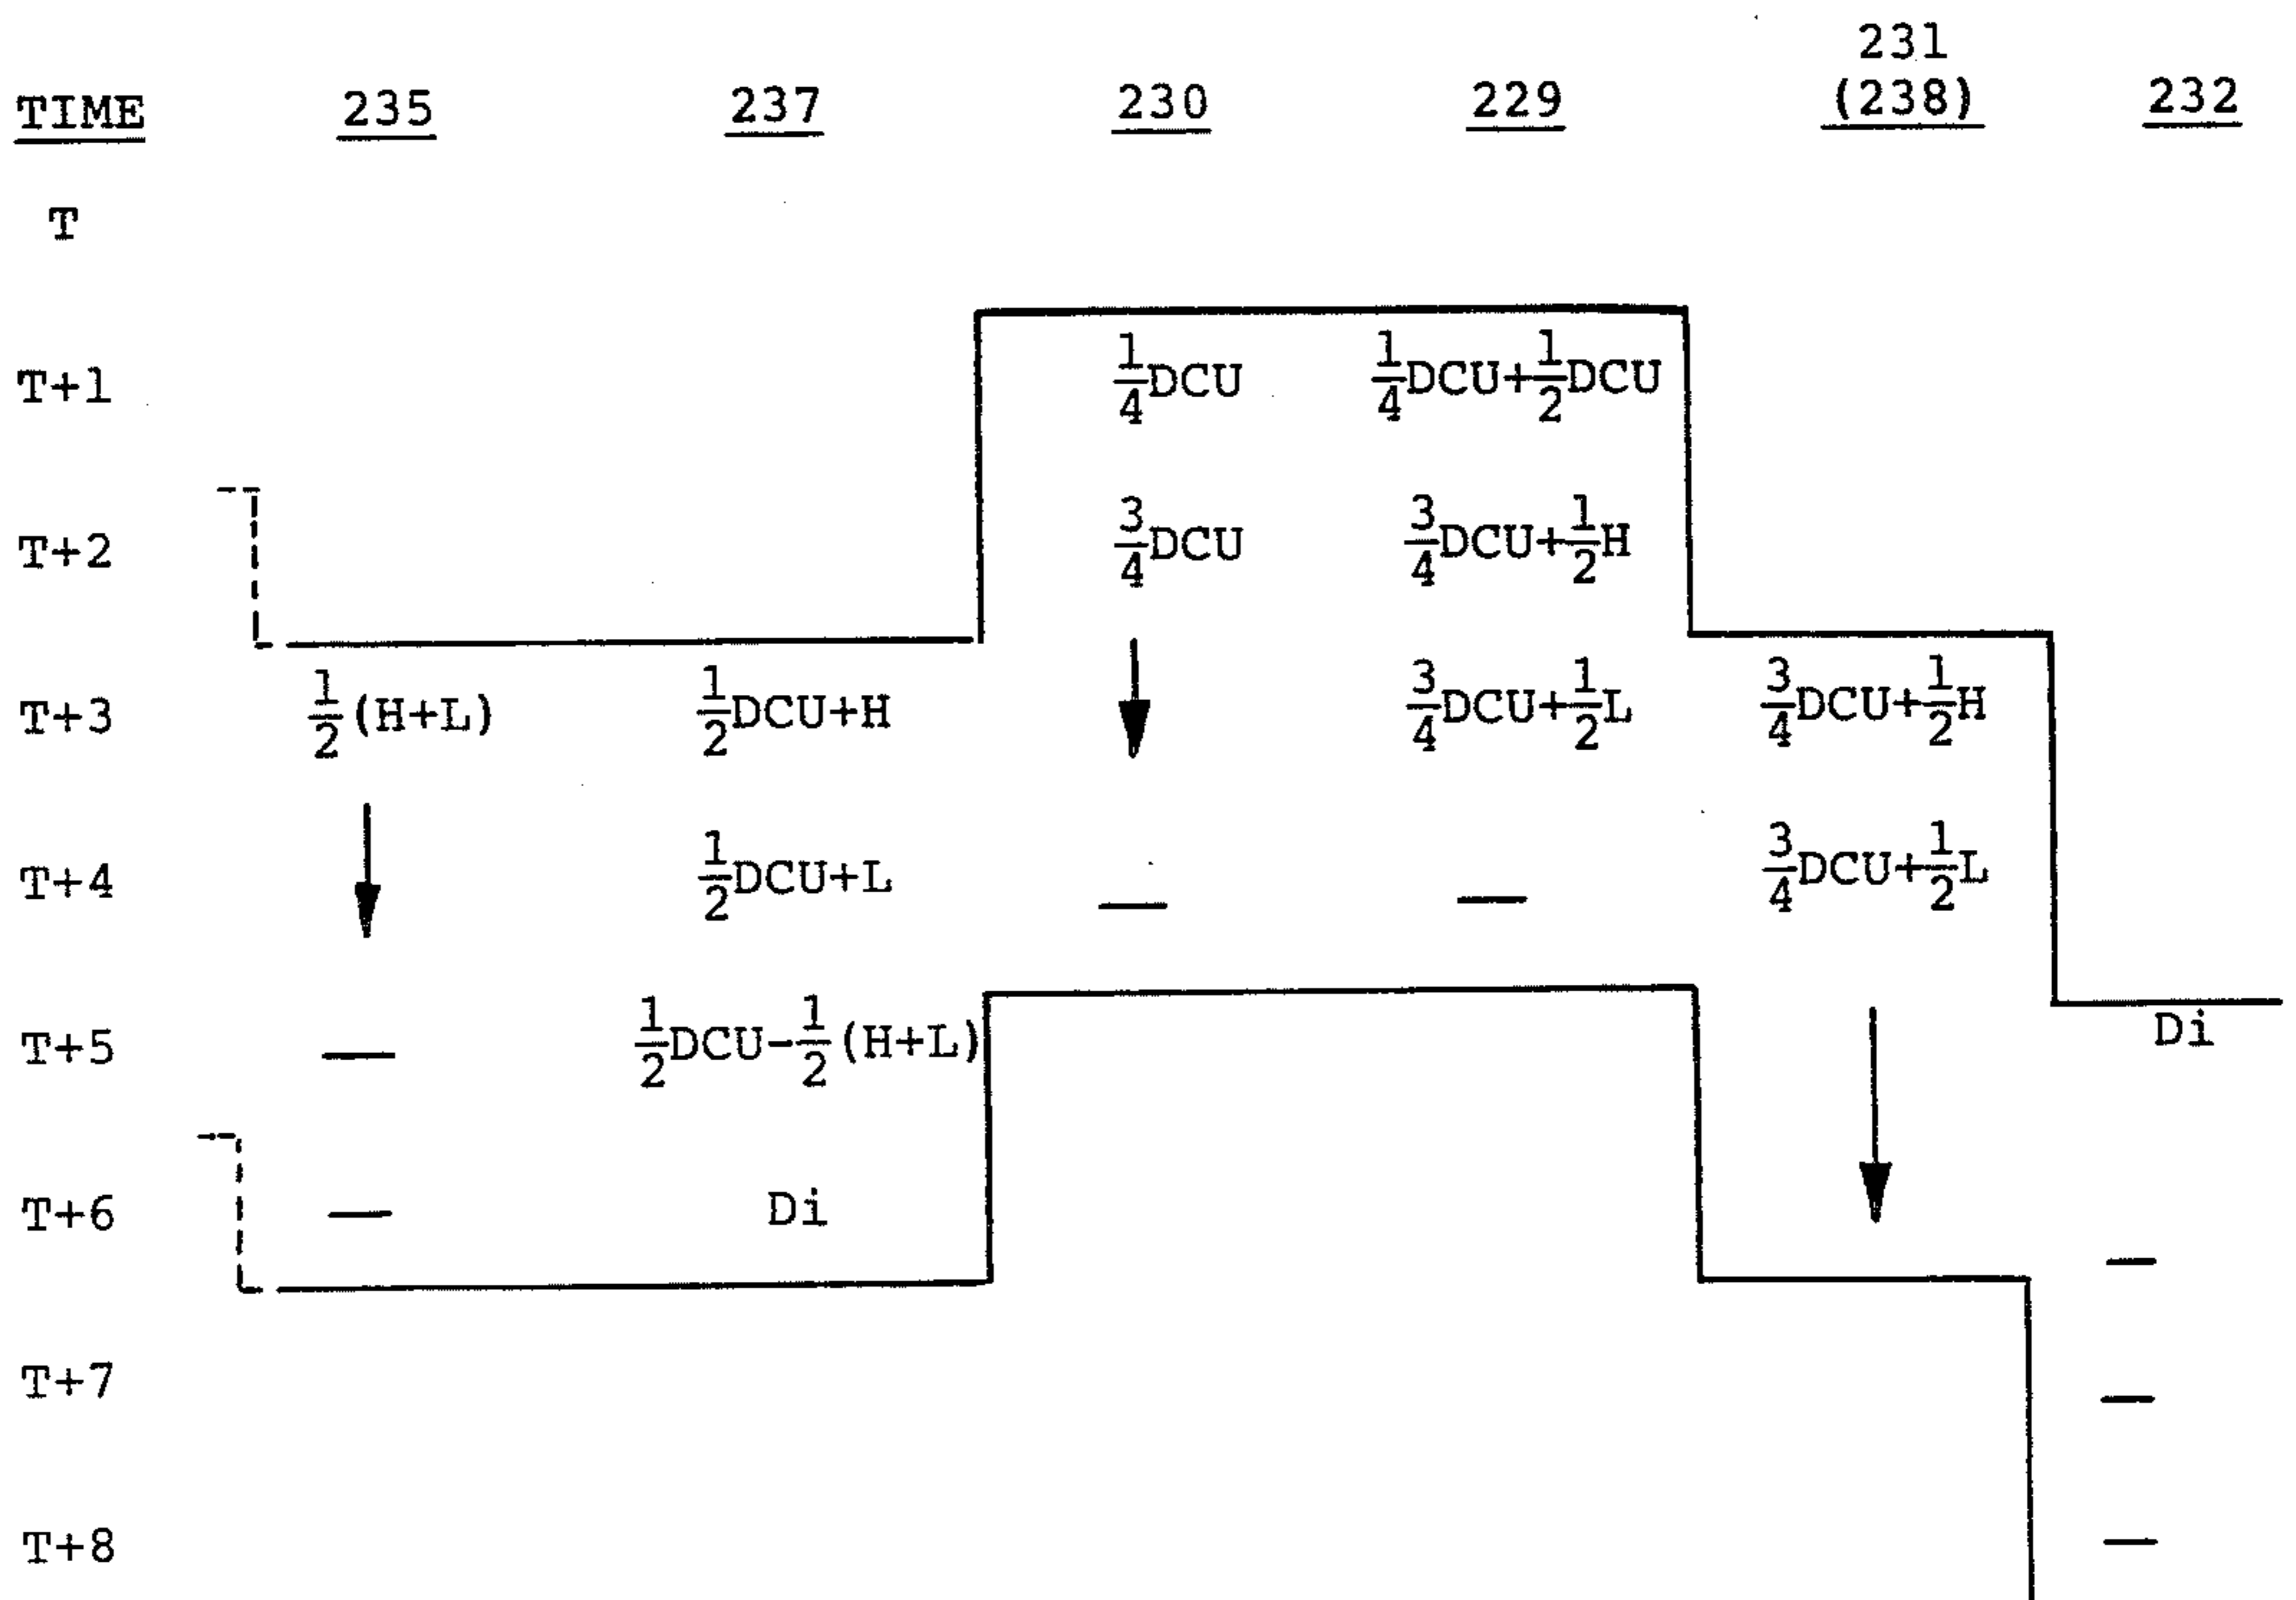 231
TIME 235 237 230 229 (238) 232
T
T+1 1/4DCU 1/4DCU+1/2DCU
T+2 3/4DCU 3/4DCU+1/2H
T+3 1/2(H+L) 1/2DCU+H 3/4DCU+1/2L 3/4DCU+1/2H
T+4 1/2DCU+L — — 3/4DCU+1/2L
T+5 — 1/2DCU-1/2(H+L) Di
T+6 — Di —
T+7 —
T+8 —